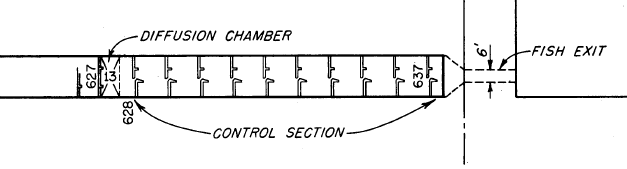 DIFFUSION CHAMBER
6'
FISH EXIT
627
13
637
628
CONTROL SECTION